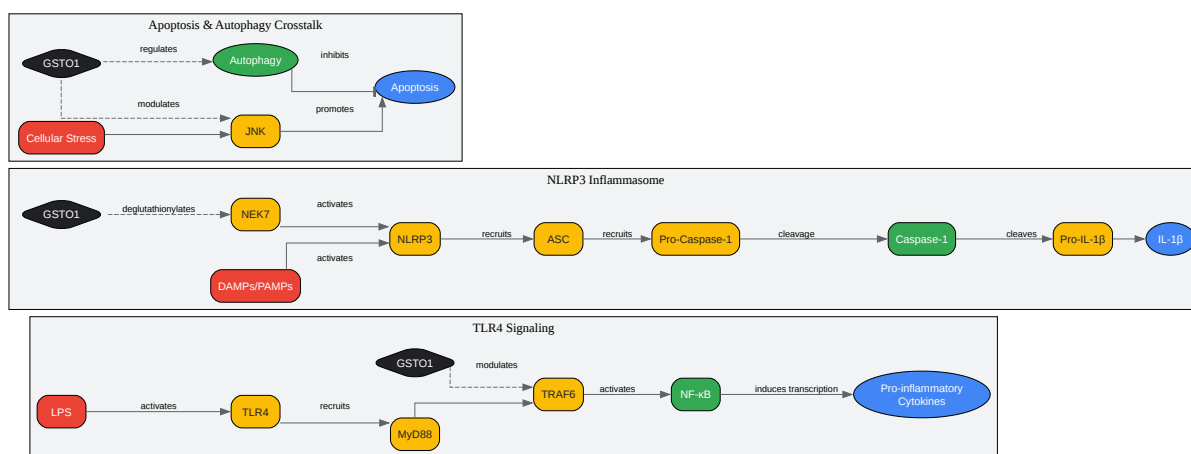 Apoptosis & Autophagy Crosstalk
GSTO1
regulates
Autophagy
inhibits
Apoptosis
modulates
promotes
Cellular Stress
JNK
NLRP3 Inflammasome
GSTO1
deglutathionylates
NEK7
activates
NLRP3
recruits
ASC
recruits
Pro-Caspase-1
cleavage
Caspase-1
cleaves
Pro-IL-1β
IL-1β
activates
DAMPs/PAMPs
TLR4 Signaling
GSTO1
modulates
LPS
activates
TLR4
recruits
MyD88
TRAF6
activates
NF-κB
induces transcription
Pro-inflammatory
Cytokines